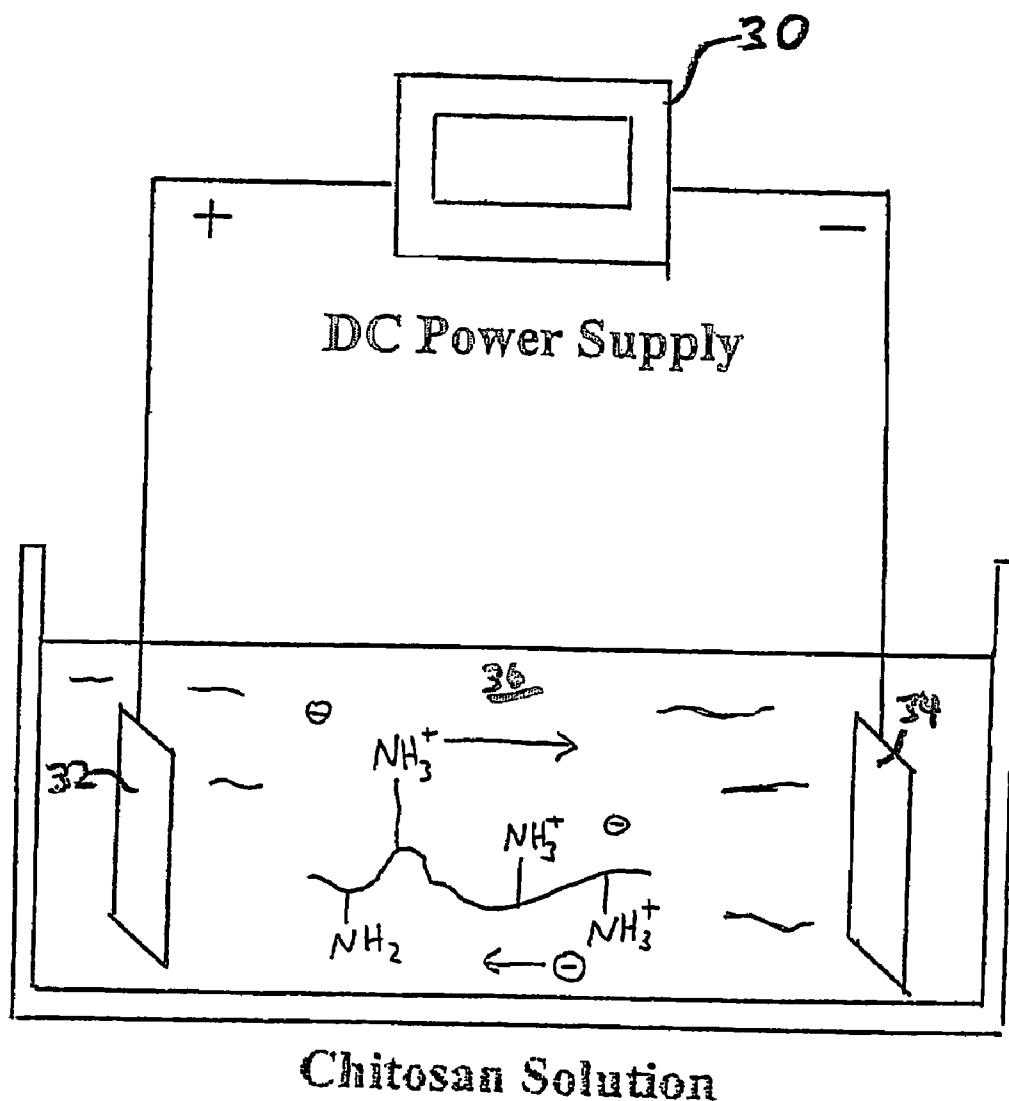 30
+
−
DC Power Supply
36
34
⊖
NH₃⁺
32
NH₃⁺
⊖
NH₂
NH₃⁺
⊖
Chitosan Solution